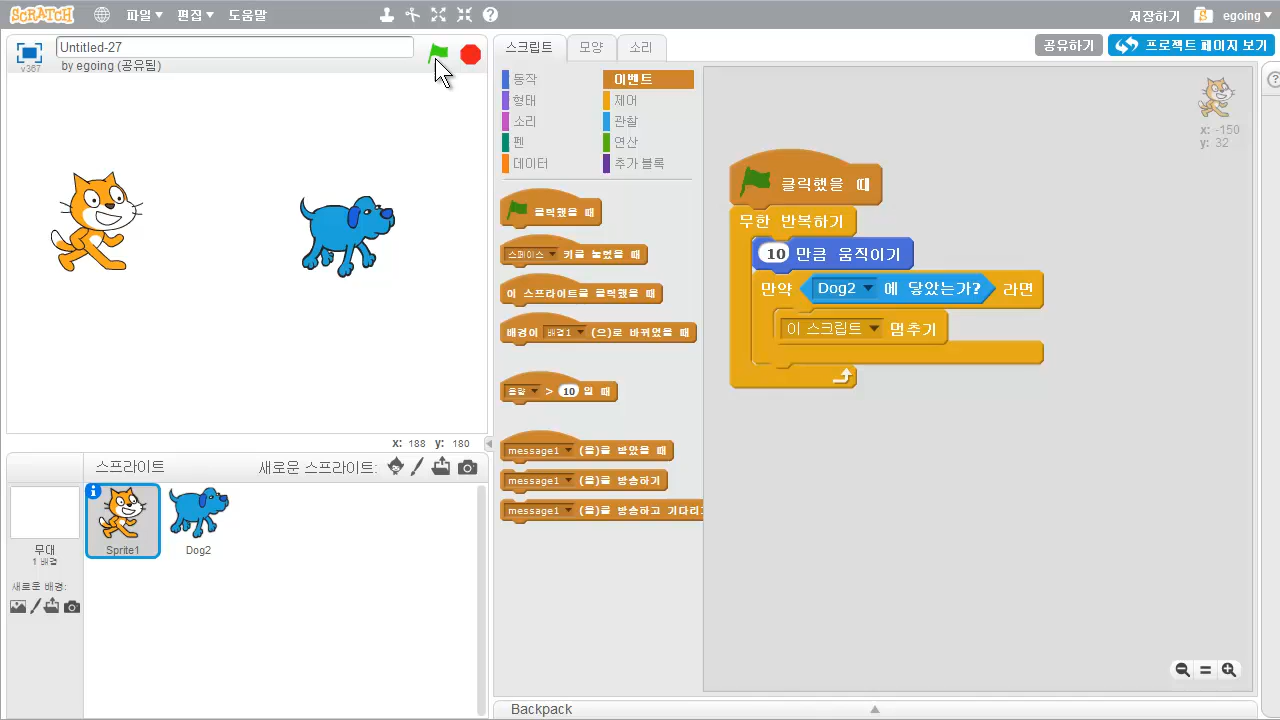 SCRATCH 파일 편집 도움말 저장하기 egoing
v367 Untitled-27
by egoing (공유됨)
스크립트 모양 소리 공유하기 프로젝트 페이지 보기
동작 이벤트
형태 제어
소리 관찰
펜 연산
데이터 추가 블록
클릭했을 때
스페이스 키를 눌렀을 때
이 스프라이트를 클릭했을 때
배경이 배경1 (으)로 바뀌었을 때
음량 > 10 일 때
message1 (을)를 받았을 때
message1 (을)를 방송하기
message1 (을)를 방송하고 기다리
x: -150
y: 32
클릭했을 때
무한 반복하기
10 만큼 움직이기
만약 Dog2 에 닿았는가? 라면
이 스크립트 멈추기
x: 188 y: 180
스프라이트 새로운 스프라이트:
무대
1 배경
새로운 배경:
Sprite1
Dog2
Backpack